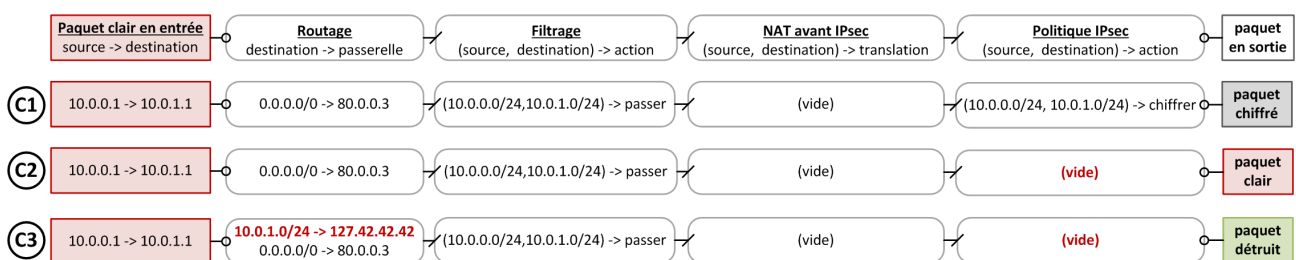 Paquet clair en entrée
source -> destination
Routage
destination -> passerelle
Filtrage
(source, destination) -> action
NAT avant IPsec
(source, destination) -> translation
Politique IPsec
(source, destination) -> action
paquet
en sortie
C1
10.0.0.1 -> 10.0.1.1
0.0.0.0/0 -> 80.0.0.3
(10.0.0.0/24,10.0.1.0/24) -> passer
(vide)
(10.0.0.0/24, 10.0.1.0/24) -> chiffrer
paquet
chiffré
C2
10.0.0.1 -> 10.0.1.1
0.0.0.0/0 -> 80.0.0.3
(10.0.0.0/24,10.0.1.0/24) -> passer
(vide)
(vide)
paquet
clair
C3
10.0.0.1 -> 10.0.1.1
10.0.1.0/24 -> 127.42.42.42
0.0.0.0/0 -> 80.0.0.3
(10.0.0.0/24,10.0.1.0/24) -> passer
(vide)
(vide)
paquet
détruit